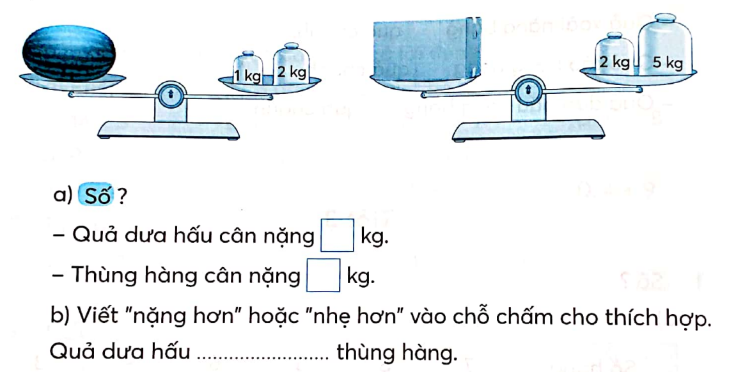 1 kg 2 kg 2 kg 5 kg
a) Số ?
– Quả dưa hấu cân nặng kg.
– Thùng hàng cân nặng kg.
b) Viết "nặng hơn" hoặc "nhẹ hơn" vào chỗ chấm cho thích hợp.
Quả dưa hấu ........................ thùng hàng.